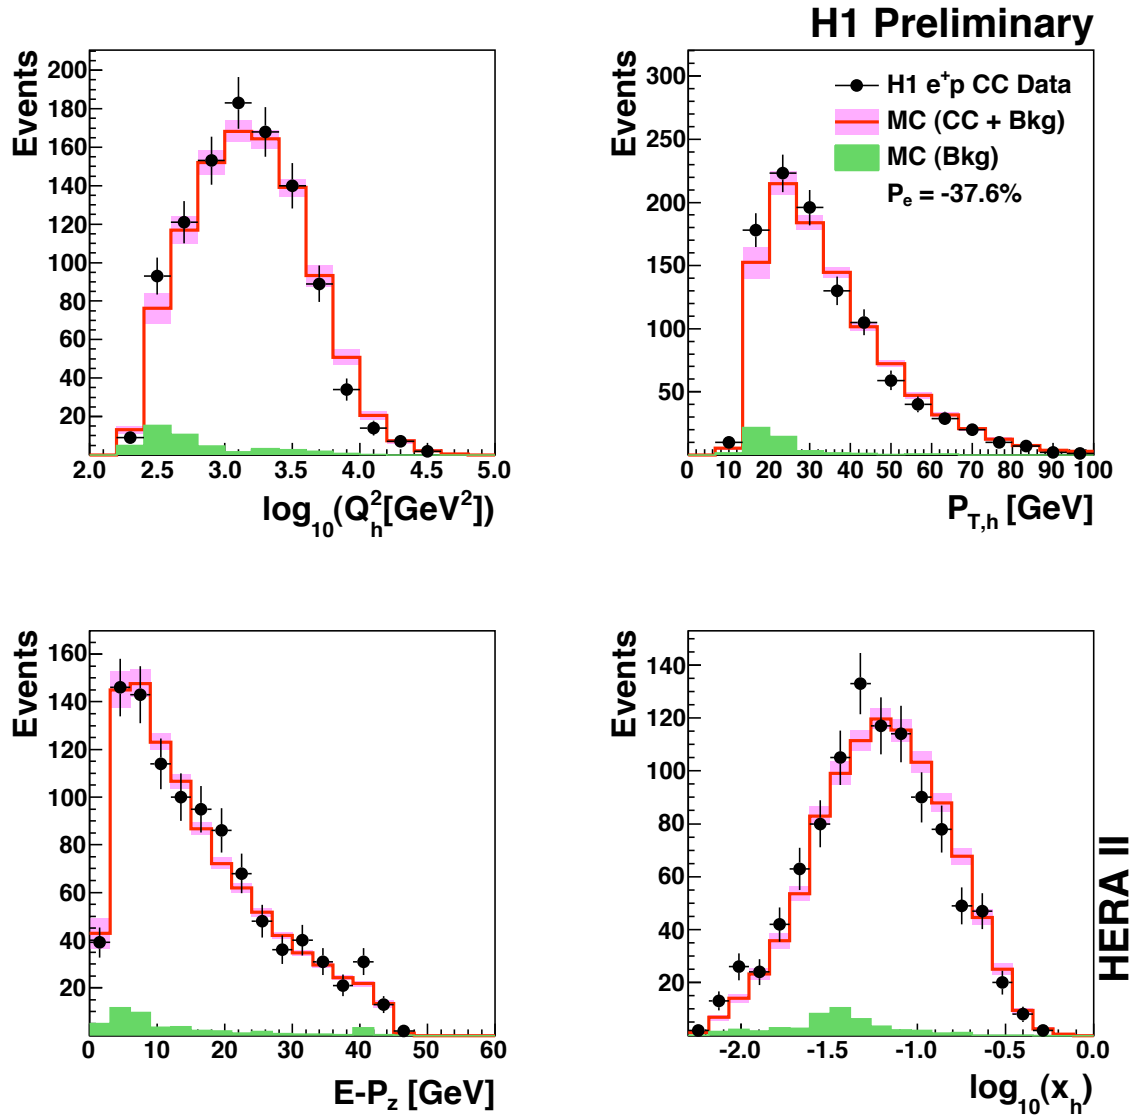 H1 Preliminary
Events
200
180
160
140
120
100
80
60
40
20
2.0 2.5 3.0 3.5 4.0 4.5 5.0
log₁₀(Q²ₕ[GeV²])
Events
300
250
200
150
100
50
H1 e⁺p CC Data
MC (CC + Bkg)
MC (Bkg)
Pₑ = -37.6%
0 10 20 30 40 50 60 70 80 90 100
P_T,h [GeV]
Events
160
140
120
100
80
60
40
20
0 10 20 30 40 50 60
E-P_z [GeV]
Events
140
120
100
80
60
40
20
-2.0 -1.5 -1.0 -0.5 0.0
log₁₀(xₕ)
HERA II